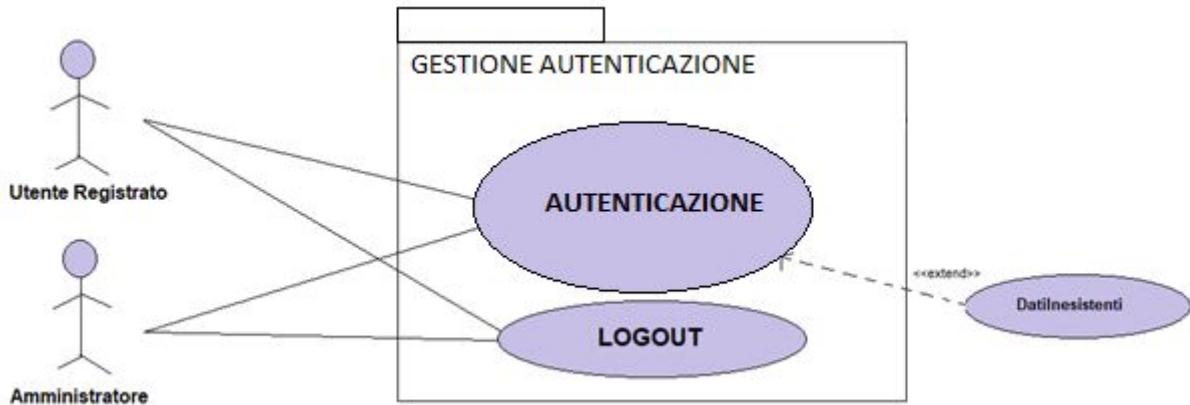 GESTIONE AUTENTICAZIONE
Utente Registrato
AUTENTICAZIONE
<<extend>>
DatiInesistenti
LOGOUT
Amministratore